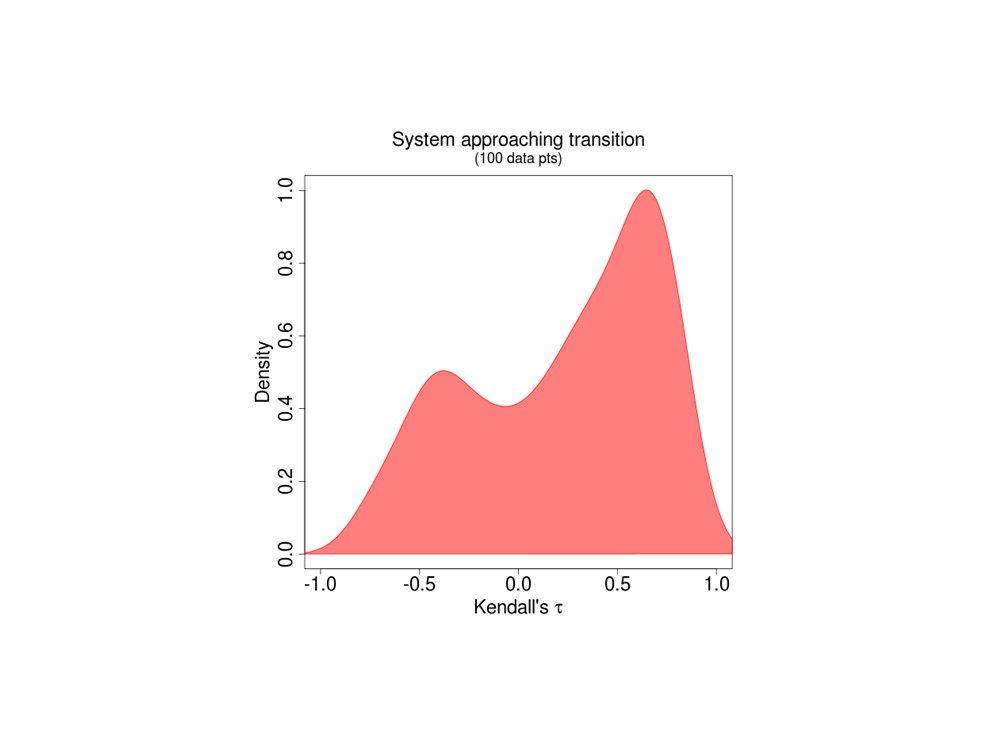 System approaching transition
(100 data pts)
1.0
0.8
0.6
0.4
0.2
0.0
Density
-1.0 -0.5 0.0 0.5 1.0
Kendall's τ